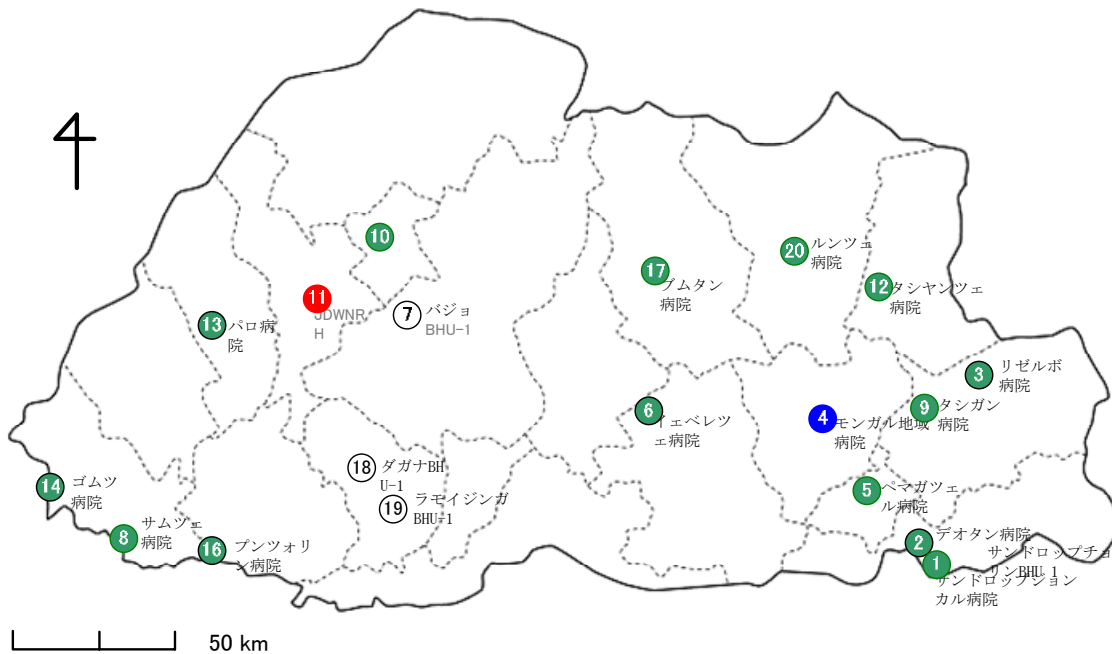 10
20
ルンツェ
病院
17
ブムタン
病院
12
タシヤンツェ
病院
11
JDWNR
H
7
バジョ
BHU-1
13
パロ病
院
3
リゼルボ
病院
6
イェベレツ
ェ病院
4
モンガル地域
病院
9
タシガン
病院
18
ダガナBH
U-1
14
ゴムツ
病院
19
ラモイジンガ
BHU-1
5
ペマガツェ
ル病院
8
サムツェ
病院
16
プンツォリ
ン病院
2
デオタン病院
サンドロップチョ
リンBHU 1
1
サンドロップション
カル病院
50 km